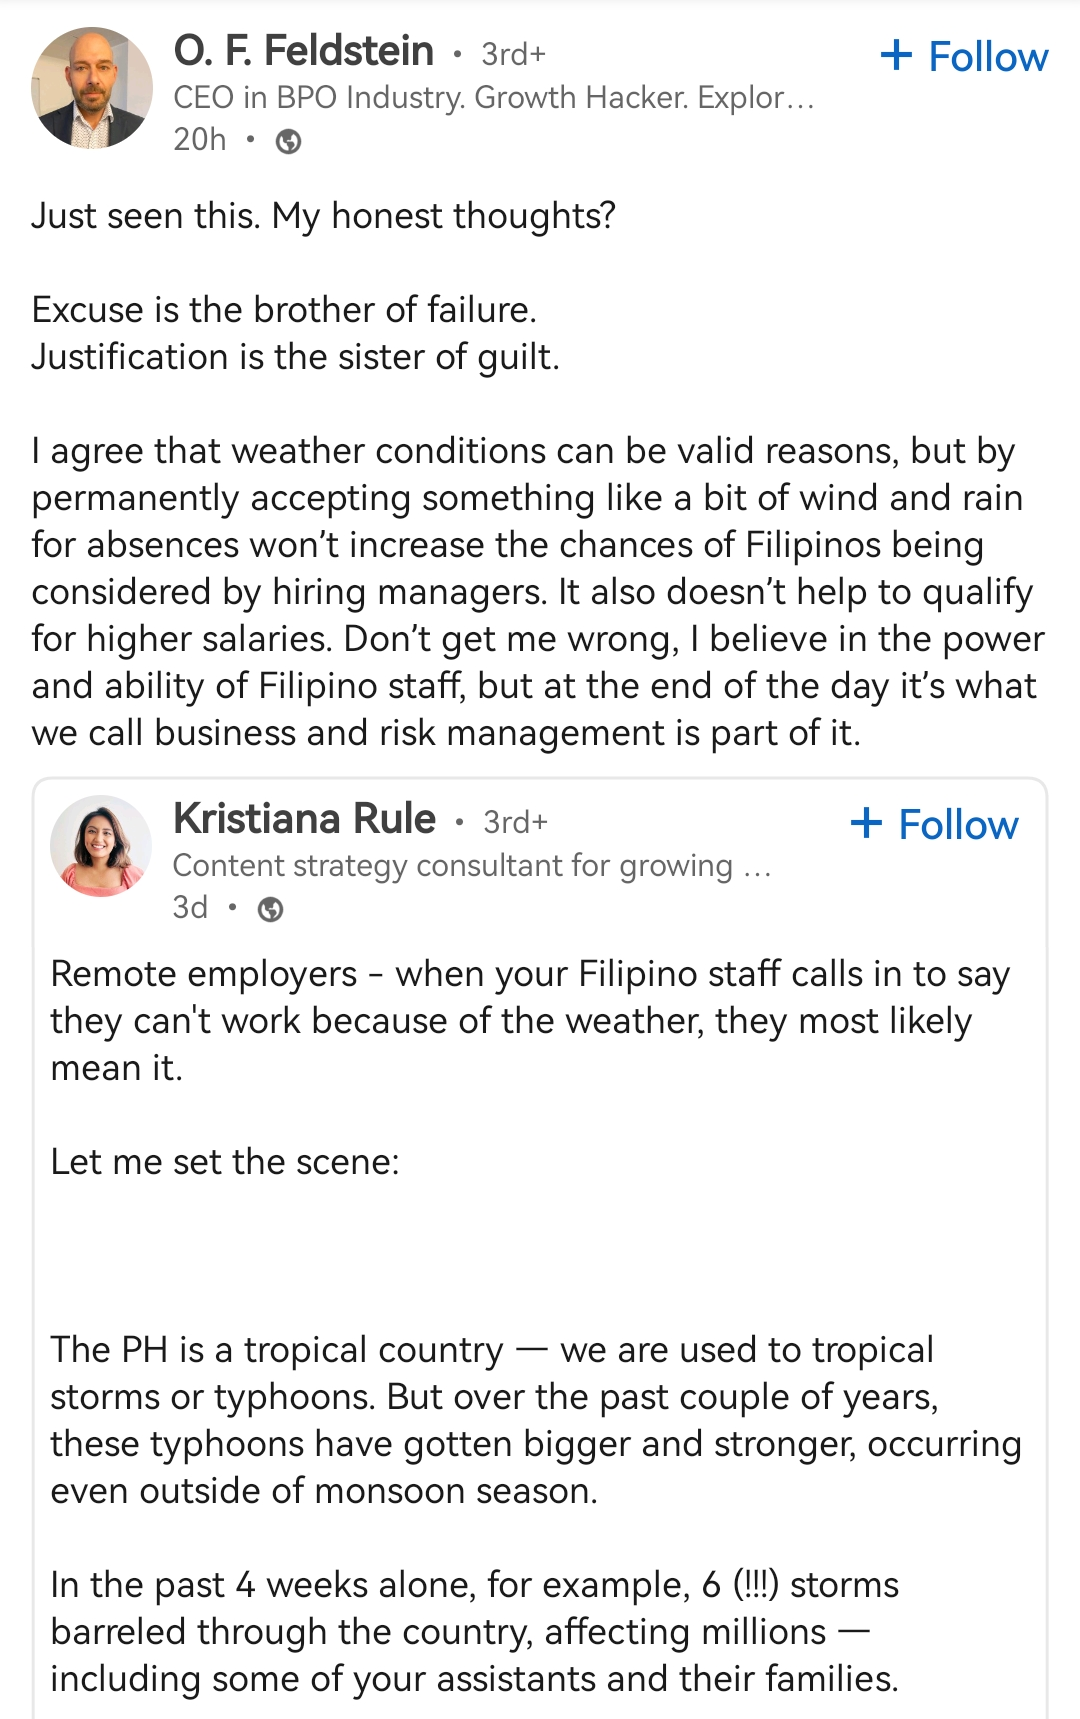 O. F. Feldstein • 3rd+
+ Follow
CEO in BPO Industry. Growth Hacker. Explor...
20h •
Just seen this. My honest thoughts?
Excuse is the brother of failure.
Justification is the sister of guilt.
I agree that weather conditions can be valid reasons, but by
permanently accepting something like a bit of wind and rain
for absences won’t increase the chances of Filipinos being
considered by hiring managers. It also doesn’t help to qualify
for higher salaries. Don’t get me wrong, I believe in the power
and ability of Filipino staff, but at the end of the day it’s what
we call business and risk management is part of it.
Kristiana Rule • 3rd+
+ Follow
Content strategy consultant for growing ...
3d •
Remote employers - when your Filipino staff calls in to say
they can't work because of the weather, they most likely
mean it.
Let me set the scene:
The PH is a tropical country — we are used to tropical
storms or typhoons. But over the past couple of years,
these typhoons have gotten bigger and stronger, occurring
even outside of monsoon season.
In the past 4 weeks alone, for example, 6 (!!!) storms
barreled through the country, affecting millions —
including some of your assistants and their families.